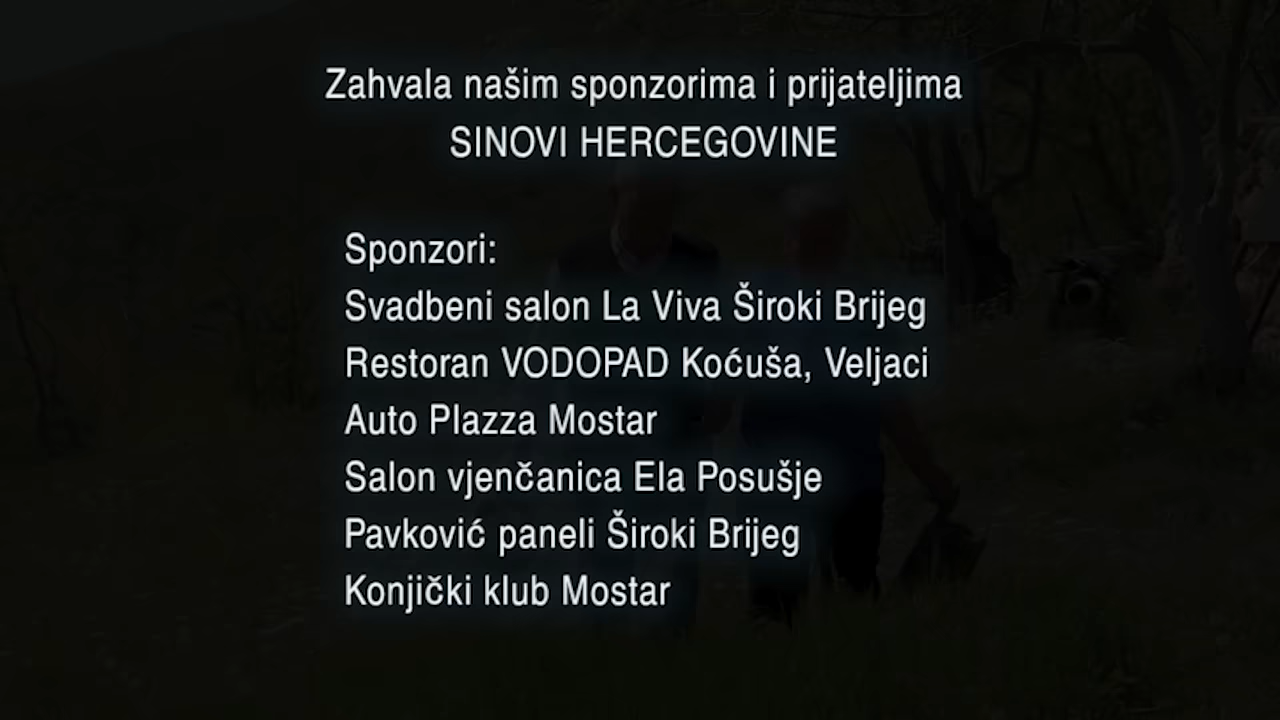 Zahvala našim sponzorima i prijateljima
SINOVI HERCEGOVINE
Sponzori:
Svadbeni salon La Viva Široki Brijeg
Restoran VODOPAD Koćuša, Veljaci
Auto Plazza Mostar
Salon vjenčanica Ela Posušje
Pavković paneli Široki Brijeg
Konjički klub Mostar